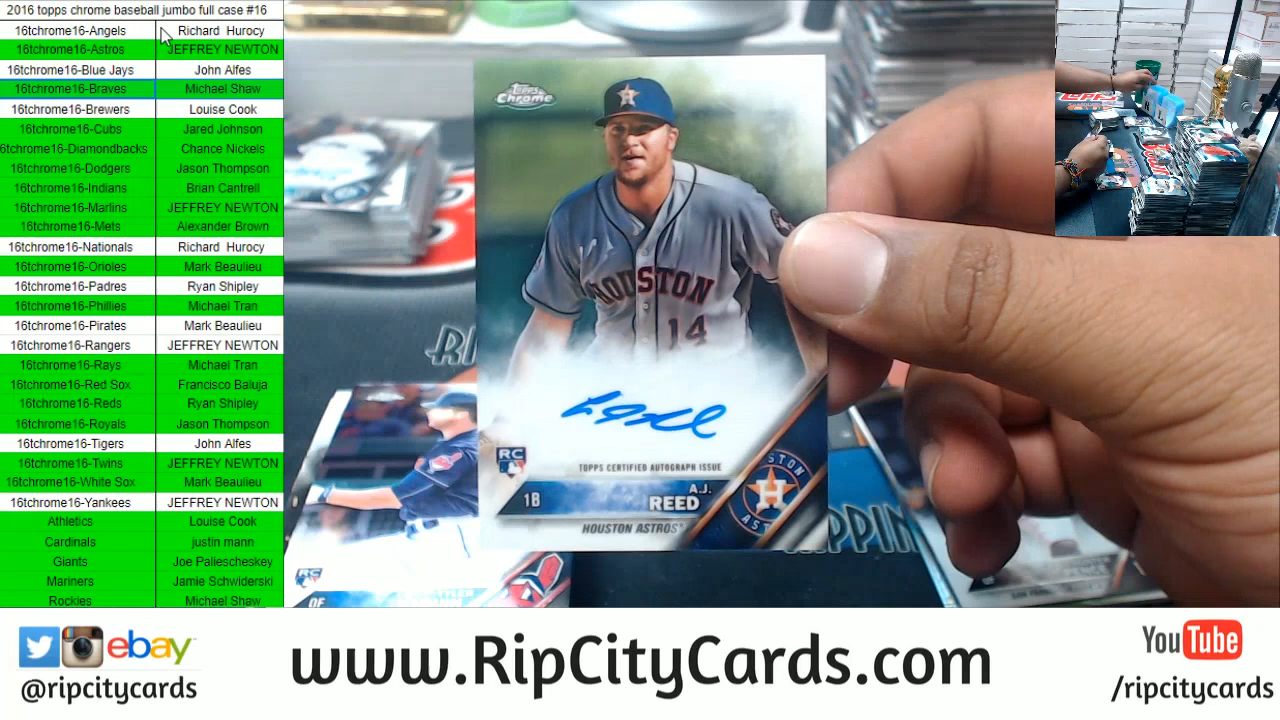 2016 topps chrome baseball jumbo full case #16
16tchrome16-Angels Richard Hurocy
16tchrome16-Astros JEFFREY NEWTON
16tchrome16-Blue Jays John Alfes
16tchrome16-Braves Michael Shaw
16tchrome16-Brewers Louise Cook
16tchrome16-Cubs Jared Johnson
6tchrome16-Diamondbacks Chance Nickels
16tchrome16-Dodgers Jason Thompson
16tchrome16-Indians Brian Cantrell
16tchrome16-Marlins JEFFREY NEWTON
16tchrome16-Mets Alexander Brown
16tchrome16-Nationals Richard Hurocy
16tchrome16-Orioles Mark Beaulieu
16tchrome16-Padres Ryan Shipley
16tchrome16-Phillies Michael Tran
16tchrome16-Pirates Mark Beaulieu
16tchrome16-Rangers JEFFREY NEWTON
16tchrome16-Rays Michael Tran
16tchrome16-Red Sox Francisco Baluja
16tchrome16-Reds Ryan Shipley
16tchrome16-Royals Jason Thompson
16tchrome16-Tigers John Alfes
16tchrome16-Twins JEFFREY NEWTON
16tchrome16-White Sox Mark Beaulieu
16tchrome16-Yankees JEFFREY NEWTON
Athletics Louise Cook
Cardinals justin mann
Giants Joe Paliescheskey
Mariners Jamie Schwiderski
Rockies Michael Shaw
Topps
Chrome
HOUSTON
14
RC
TOPPS CERTIFIED AUTOGRAPH ISSUE
A.J.
1B REED
HOUSTON ASTROS
RC
OF
ebay
@ripcitycards
www.RipCityCards.com
YouTube
/ripcitycards